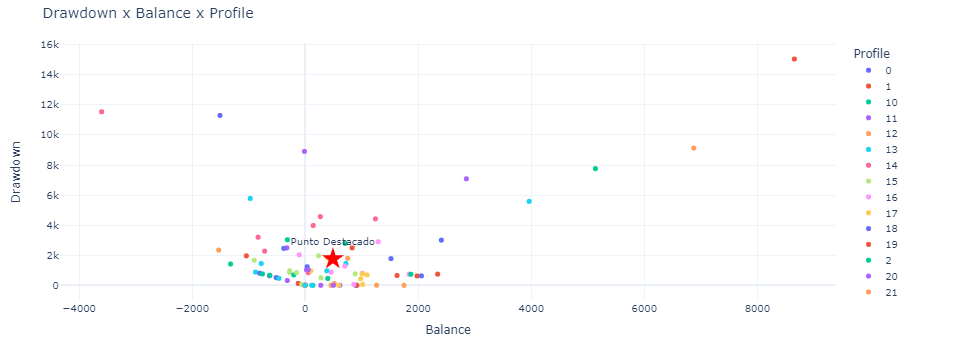 Drawdown x Balance x Profile
16k
14k
12k
10k
8k
6k
4k
2k
0
Drawdown
−4000
−2000
0
2000
4000
6000
8000
Balance
Punto Destacado
Profile
0
1
10
11
12
13
14
15
16
17
18
19
2
20
21